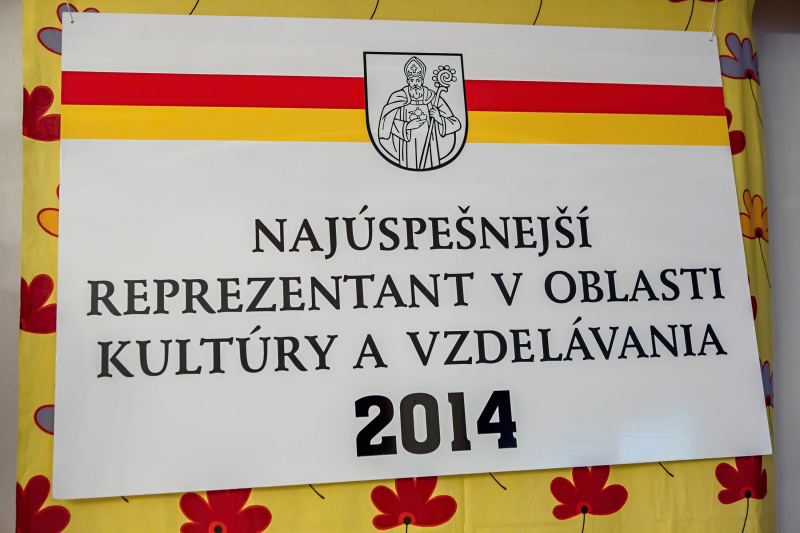 NAJÚSPEŠNEJŠÍ
REPREZENTANT V OBLASTI
KULTÚRY A VZDELÁVANIA
2014